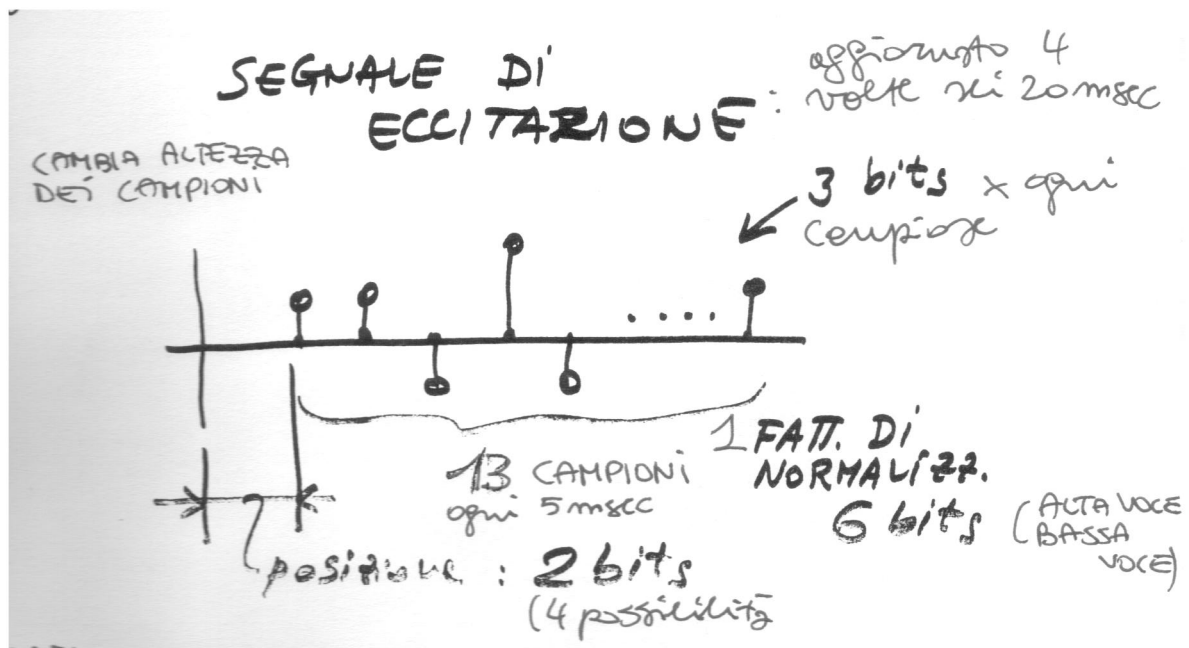 SEGNALE DI
ECCITAZIONE :
aggiornato 4
volte nei 20 msec
CAMBIA ALTEZZA
DEI CAMPIONI
3 bits x ogni
campione
....
13 CAMPIONI
ogni 5 msec
1 FATT. DI
NORMALIZZ.
6 bits (ALTA VOCE
BASSA
VOCE)
posizione : 2 bits
(4 possibilità